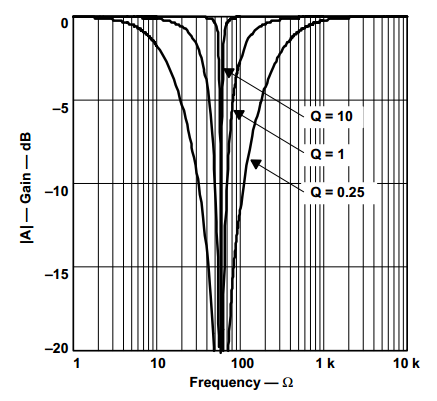 0
–5
–10
–15
–20
|A| — Gain — dB
Q = 10
Q = 1
Q = 0.25
1
10
100
1 k
10 k
Frequency — Ω